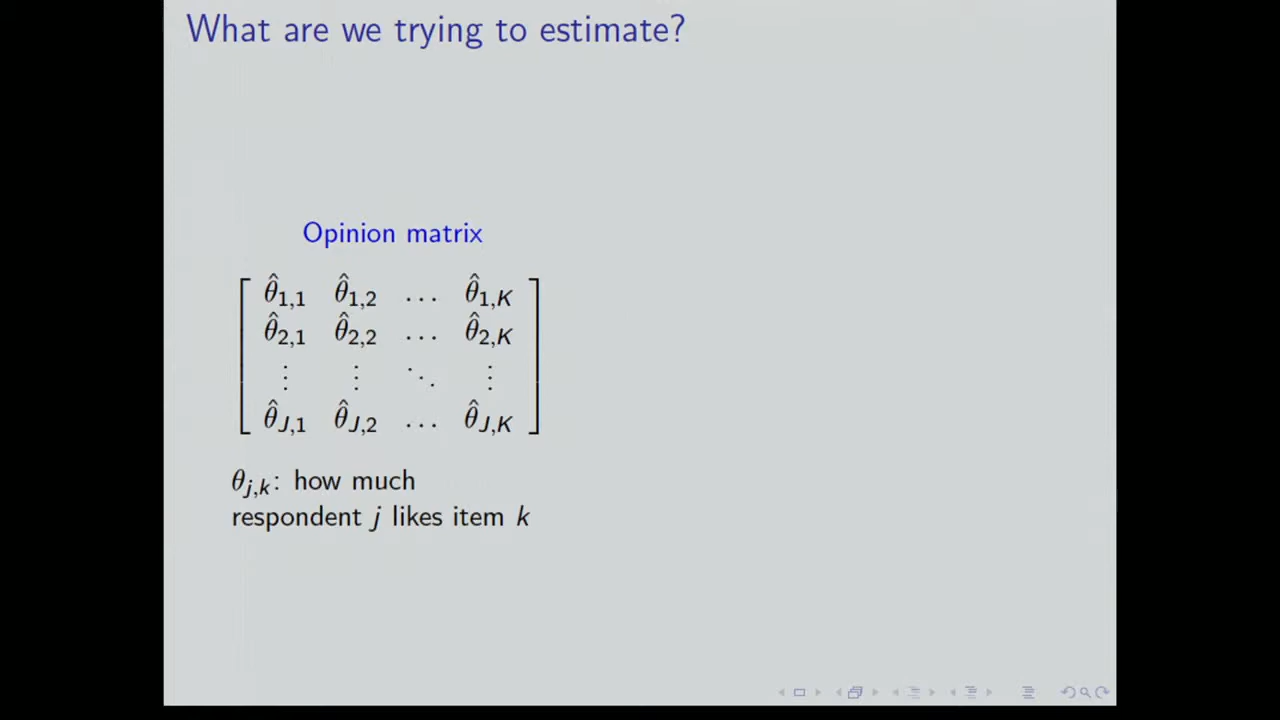 What are we trying to estimate?
Opinion matrix
θ̂1,1 θ̂1,2 … θ̂1,K
θ̂2,1 θ̂2,2 … θ̂2,K
⋮ ⋮ ⋱ ⋮
θ̂J,1 θ̂J,2 … θ̂J,K
θj,k: how much
respondent j likes item k